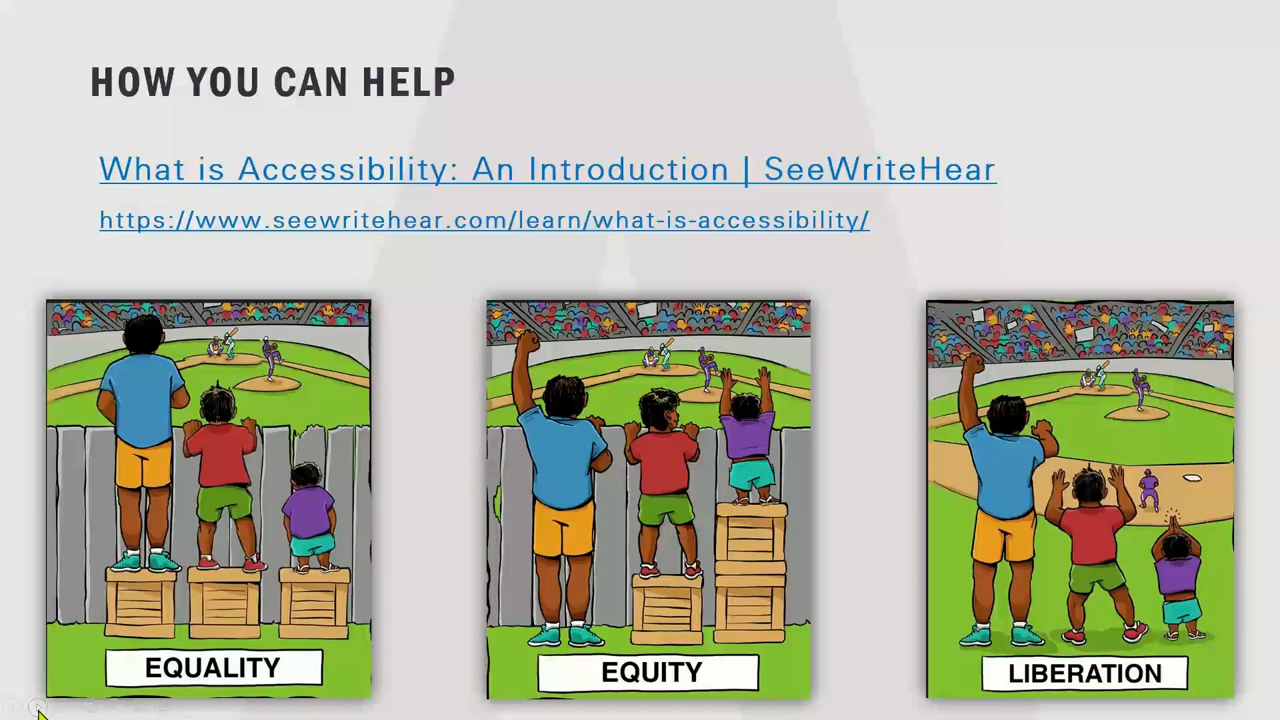 HOW YOU CAN HELP
What is Accessibility: An Introduction | SeeWriteHear
https://www.seewritehear.com/learn/what-is-accessibility/
EQUALITY
EQUITY
LIBERATION